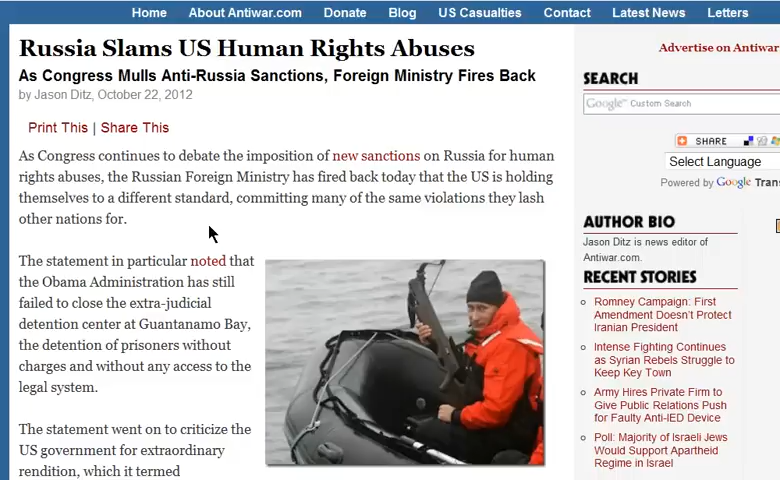 Home About Antiwar.com Donate Blog US Casualties Contact Latest News Letters
Russia Slams US Human Rights Abuses
As Congress Mulls Anti-Russia Sanctions, Foreign Ministry Fires Back
by Jason Ditz, October 22, 2012
Print This | Share This
As Congress continues to debate the imposition of new sanctions on Russia for human
rights abuses, the Russian Foreign Ministry has fired back today that the US is holding
themselves to a different standard, committing many of the same violations they lash
other nations for.
The statement in particular noted that
the Obama Administration has still
failed to close the extra-judicial
detention center at Guantanamo Bay,
the detention of prisoners without
charges and without any access to the
legal system.
The statement went on to criticize the
US government for extraordinary
rendition, which it termed
Advertise on Antiwar
SEARCH
Google™ Custom Search
SHARE
Select Language
Powered by Google Trans
AUTHOR BIO
Jason Ditz is news editor of
Antiwar.com.
RECENT STORIES
Romney Campaign: First
Amendment Doesn't Protect
Iranian President
Intense Fighting Continues
as Syrian Rebels Struggle to
Keep Key Town
Army Hires Private Firm to
Give Public Relations Push
for Faulty Anti-IED Device
Poll: Majority of Israeli Jews
Would Support Apartheid
Regime in Israel